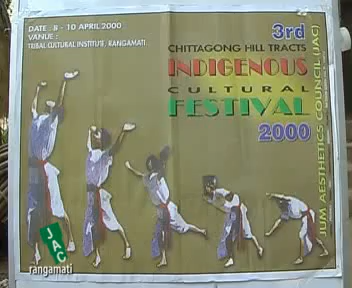 DATE : 8 - 10 APRIL 2000
VENUE :
TRIBAL CULTURAL INSTITUTE, RANGAMATI
3rd
CHITTAGONG HILL TRACTS
INDIGENOUS
CULTURAL
FESTIVAL
2000
JUM AESTHETICS COUNCIL (JAC)
JAC
rangamati